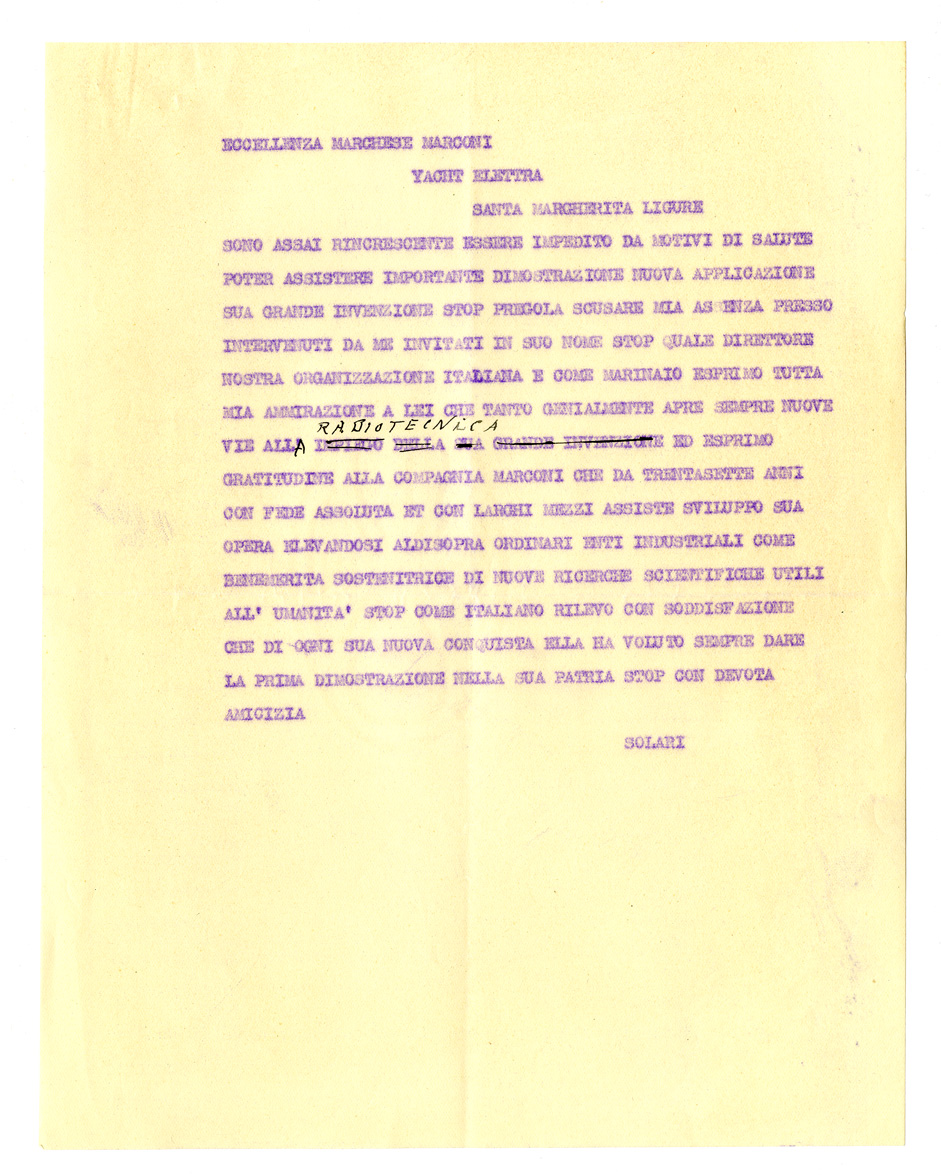 ECCELLENZA MARCHESE MARCONI
YACHT ELETTRA
SANTA MARGHERITA LIGURE
SONO ASSAI RINCRESCENTE ESSERE IMPEDITO DA MOTIVI DI SALUTE
POTER ASSISTERE IMPORTANTE DIMOSTRAZIONE NUOVA APPLICAZIONE
SUA GRANDE INVENZIONE STOP PREGOLA SCUSARE MIA ASSENZA PRESSO
INTERVENUTI DA ME INVITATI IN SUO NOME STOP QUALE DIRETTORE
NOSTRA ORGANIZZAZIONE ITALIANA E COME MARINAIO ESPRIMO TUTTA
MIA AMMIRAZIONE A LEI CHE TANTO GENIALMENTE APRE SEMPRE NUOVE
RADIOTECNICA
VIE ALLA IMPIEGO DELLA SUA GRANDE INVENZIONE ED ESPRIMO
GRATITUDINE ALLA COMPAGNIA MARCONI CHE DA TRENTASETTE ANNI
CON FEDE ASSOLUTA ET CON LARGHI MEZZI ASSISTE SVILUPPO SUA
OPERA ELEVANDOSI ALDISOPRA ORDINARI ENTI INDUSTRIALI COME
BENEMERITA SOSTENITRICE DI NUOVE RICERCHE SCIENTIFICHE UTILI
ALL' UMANITA' STOP COME ITALIANO RILEVO CON SODDISFAZIONE
CHE DI OGNI SUA NUOVA CONQUISTA ELLA HA VOLUTO SEMPRE DARE
LA PRIMA DIMOSTRAZIONE NELLA SUA PATRIA STOP CON DEVOTA
AMICIZIA
SOLARI